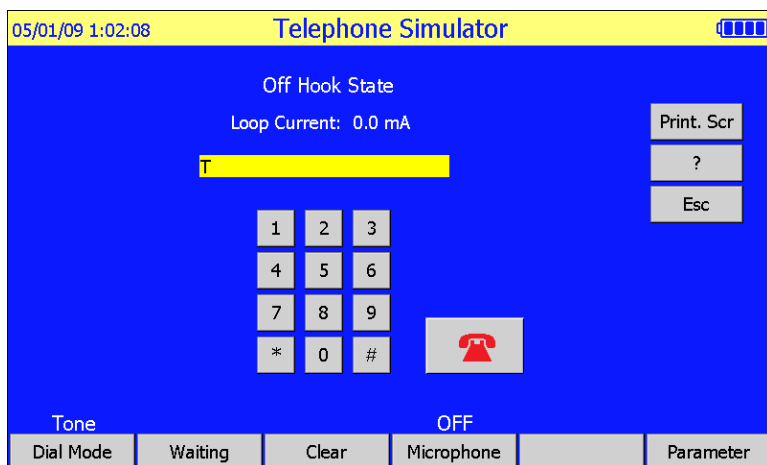 05/01/09 1:02:08 Telephone Simulator
Off Hook State
Loop Current: 0.0 mA
Print. Scr
T
?
Esc
1 2 3
4 5 6
7 8 9
* 0 #
Tone OFF
Dial Mode Waiting Clear Microphone Parameter